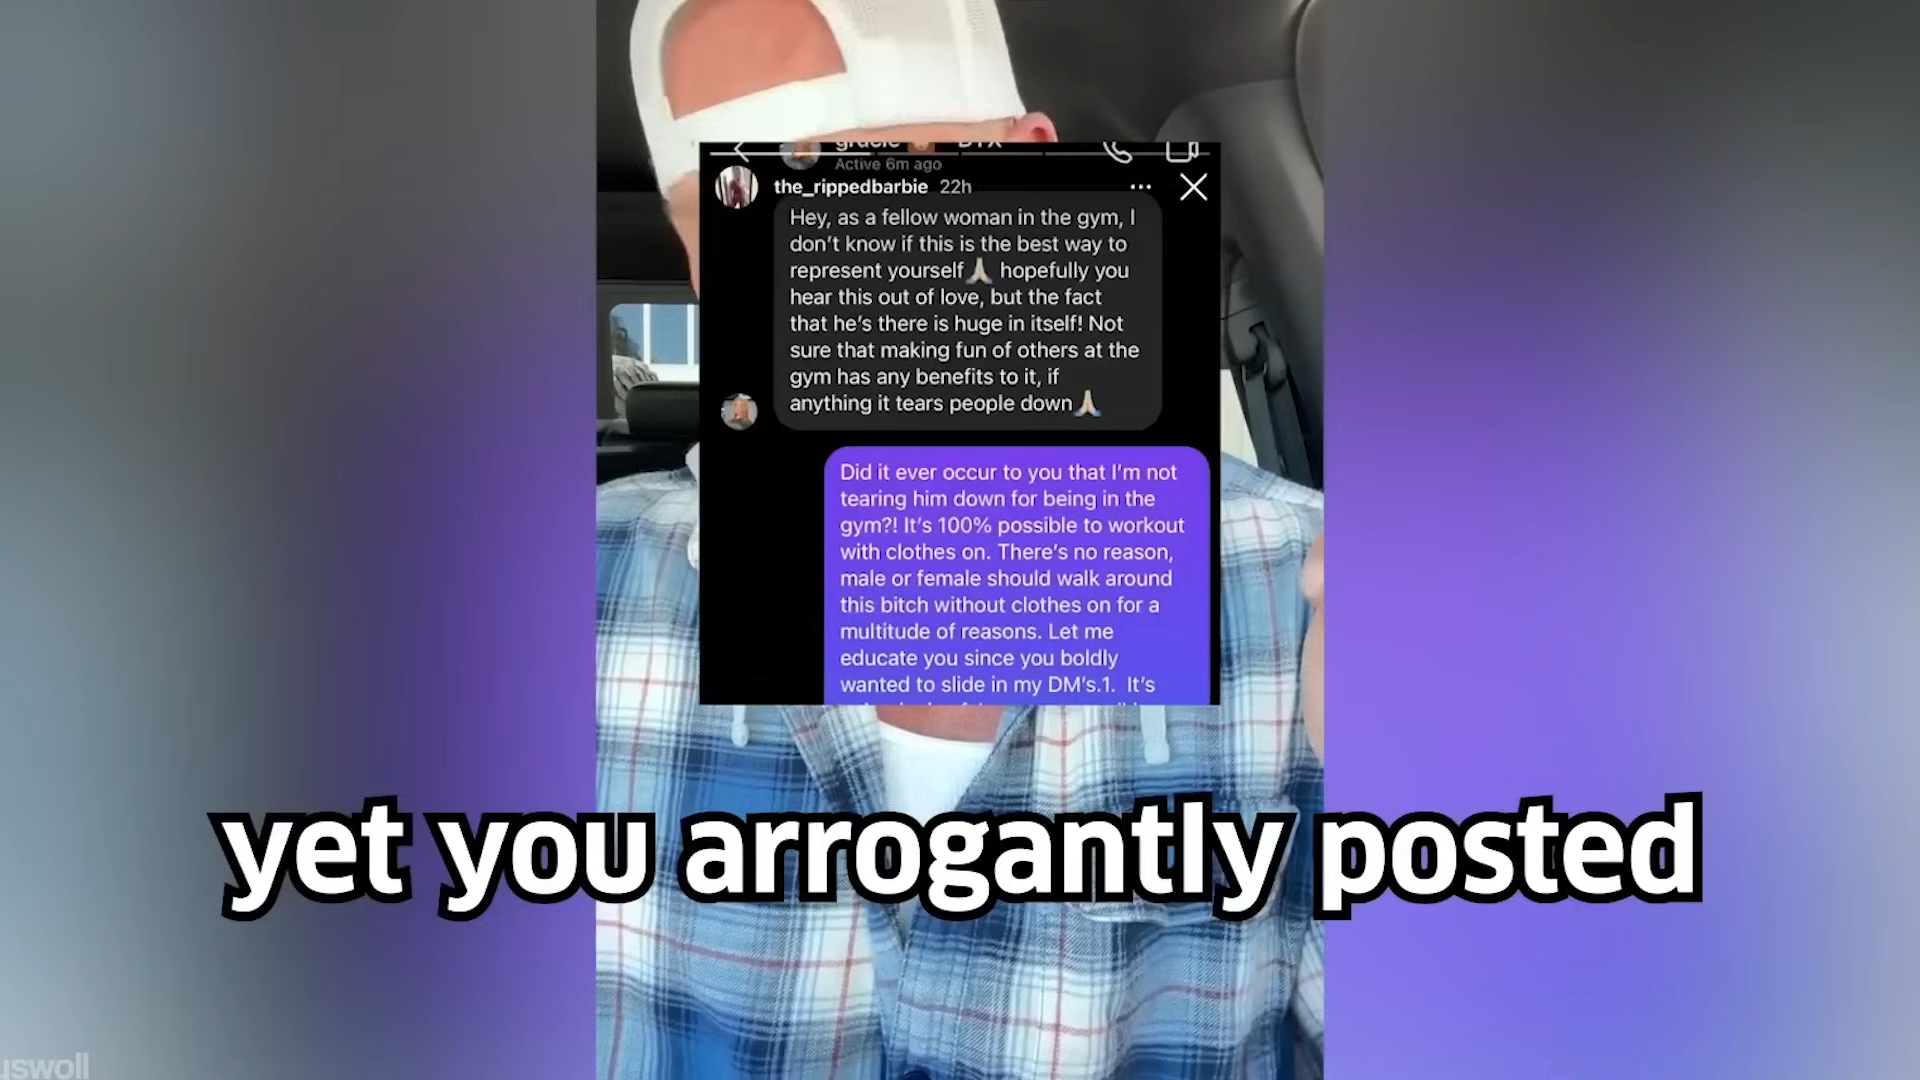 Active 6m ago
the_rippedbarbie 22h
Hey, as a fellow woman in the gym, I
don't know if this is the best way to
represent yourself🙏🏼 hopefully you
hear this out of love, but the fact
that he's there is huge in itself! Not
sure that making fun of others at the
gym has any benefits to it, if
anything it tears people down🙏🏼
Did it ever occur to you that I'm not
tearing him down for being in the
gym?! It's 100% possible to workout
with clothes on. There's no reason,
male or female should walk around
this bitch without clothes on for a
multitude of reasons. Let me
educate you since you boldly
wanted to slide in my DM's.1. It's
yet you arrogantly posted
uswoll